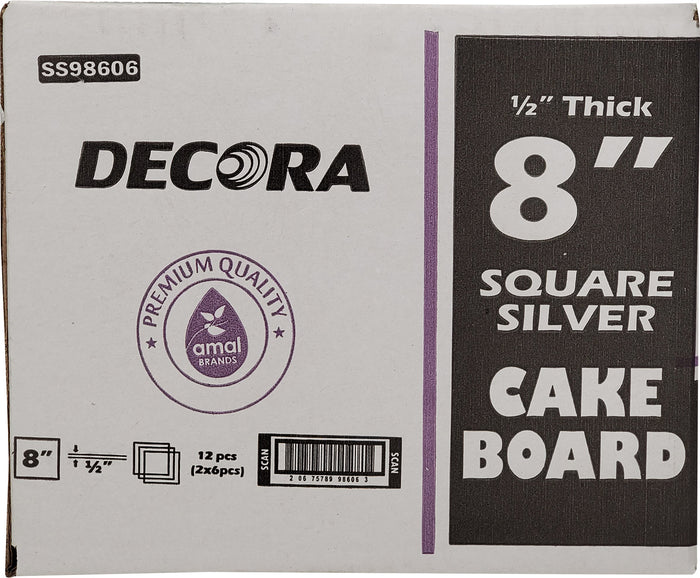 SS98606
DECORA
PREMIUM QUALITY
amal
BRANDS
8"
1/2"
12 pcs
(2x6pcs)
SCAN
2 06 75789 98606 3
SCAN
½" Thick
8"
SQUARE
SILVER
CAKE
BOARD